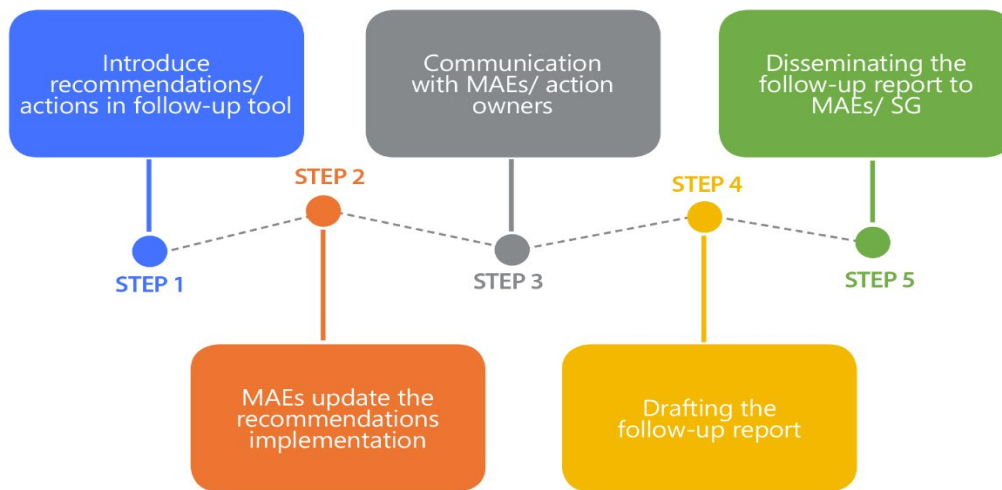 Introduce
recommendations/
actions in follow-up tool
STEP 1
STEP 2
MAEs update the
recommendations
implementation
Communication
with MAEs/ action
owners
STEP 3
STEP 4
Drafting the
follow-up report
Disseminating the
follow-up report to
MAEs/ SG
STEP 5